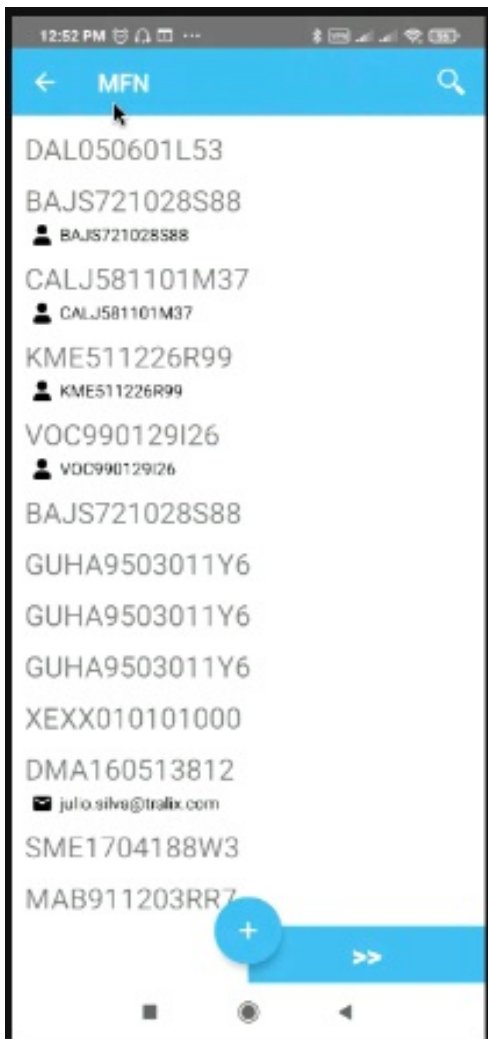 12:52 PM
MFN
DAL050601L53
BAJS721028S88
BAJS721028S88
CALJ581101M37
CALJ581101M37
KME511226R99
KME511226R99
VOC990129I26
VOC990129I26
BAJS721028S88
GUHA9503011Y6
GUHA9503011Y6
GUHA9503011Y6
XEXX010101000
DMA160513812
julio.silva@tralix.com
SME1704188W3
MAB911203RR7
+
>>